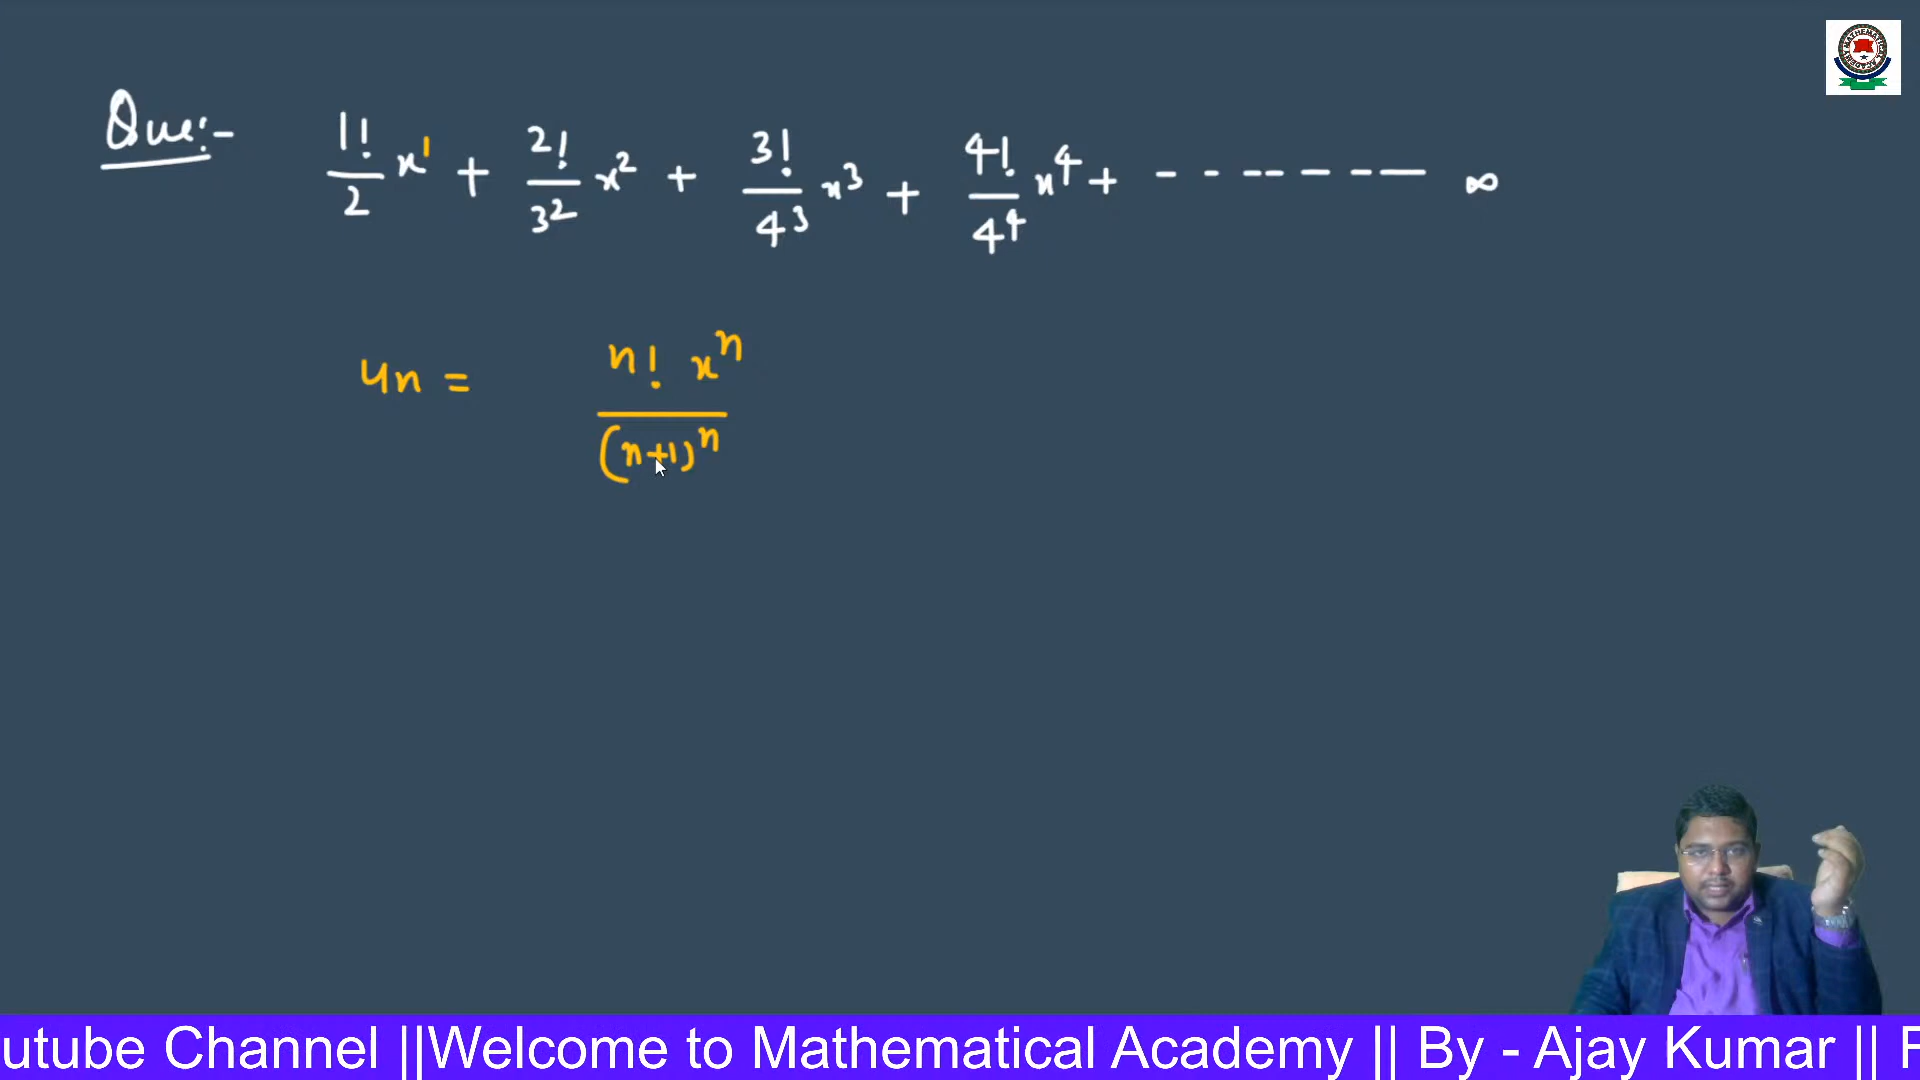 Que:- 1!/2 x¹ + 2!/3² x² + 3!/4³ x³ + 4!/4⁴ x⁴ + - - - - - - - ∞
un = n! xⁿ / (n+1)ⁿ
utube Channel ||Welcome to Mathematical Academy || By - Ajay Kumar || F